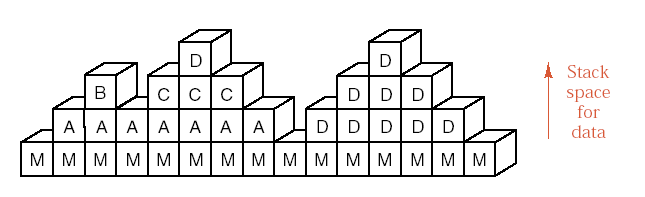 D D
B C C C D D D
A A A A A A A D D D D D
M M M M M M M M M M M M M M M
Stack
space
for
data